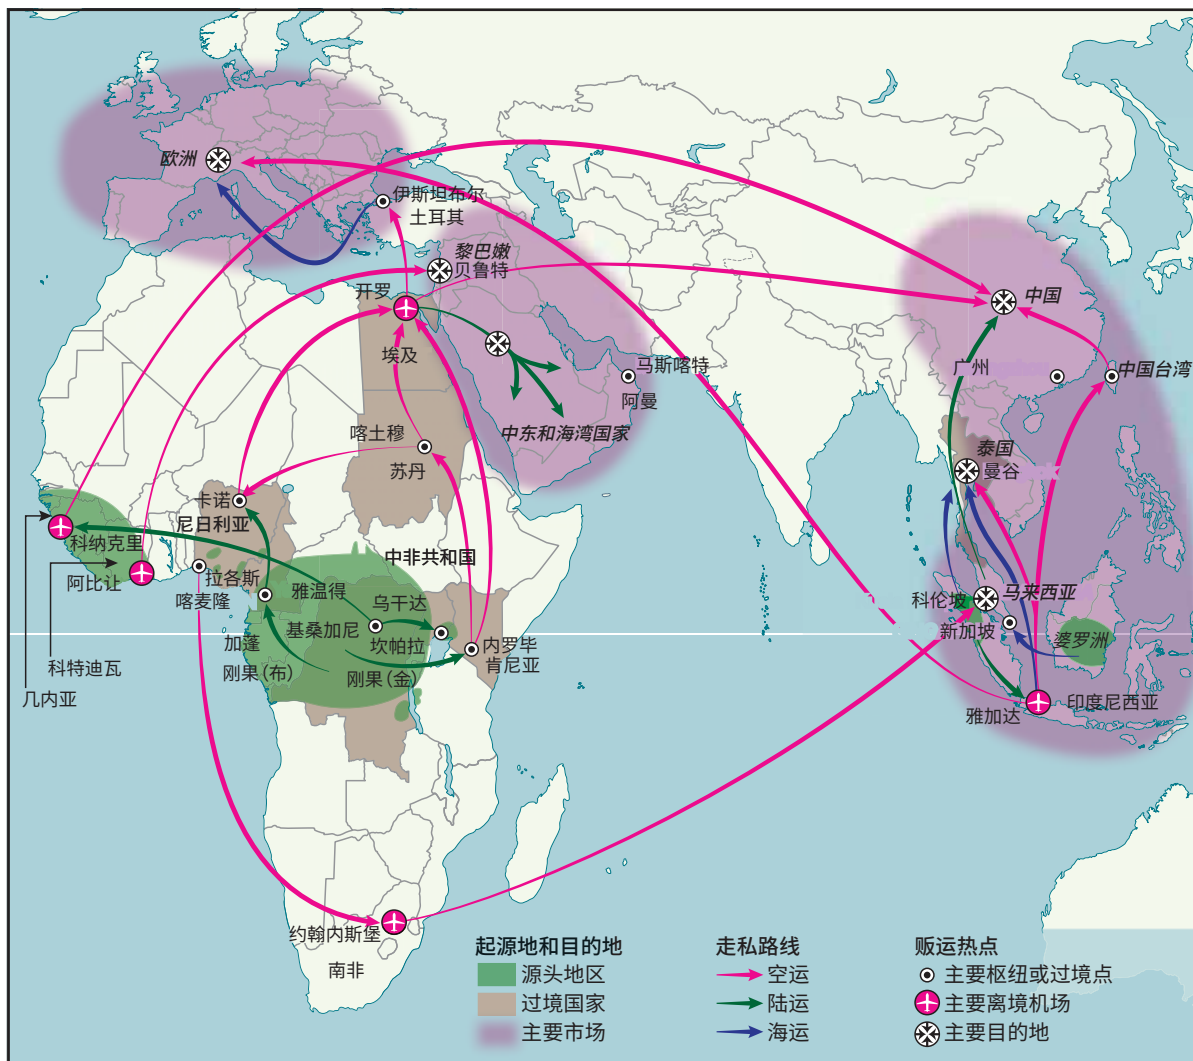 欧洲
伊斯坦布尔
土耳其
黎巴嫩
贝鲁特
开罗
中国
埃及
马斯喀特
阿曼
广州
中国台湾
喀土穆
苏丹
中东和海湾国家
泰国
曼谷
卡诺
尼日利亚
科纳克里
中非共和国
阿比让
拉各斯
喀麦隆
雅温得
乌干达
科伦坡
马来西亚
加蓬
基桑加尼
坎帕拉
内罗毕
肯尼亚
新加坡
婆罗洲
科特迪瓦
刚果（布）
刚果（金）
几内亚
雅加达
印度尼西亚
约翰内斯堡
南非
起源地和目的地
源头地区
过境国家
主要市场
走私路线
空运
陆运
海运
贩运热点
主要枢纽或过境点
主要离境机场
主要目的地